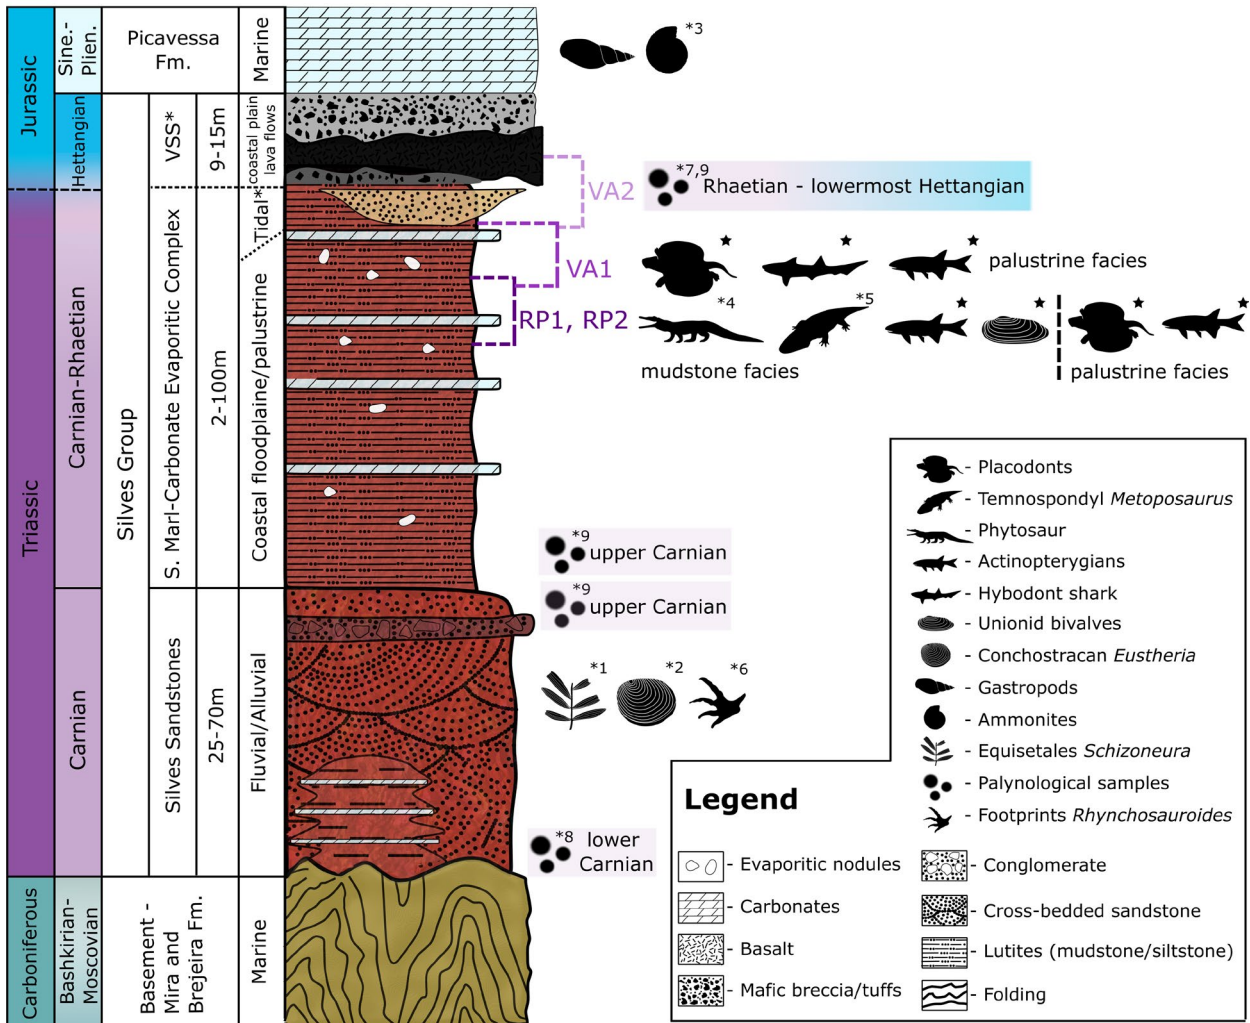 Jurassic
Sine.-
Plien.
Picavessa
Fm.
Marine
*3
Hettangian
VSS*
9-15m
coastal plain
lava flows
VA2
*7,9
Rhaetian - lowermost Hettangian
Triassic
Carnian-Rhaetian
Silves Group
S. Marl-Carbonate Evaporitic Complex
2-100m
Tidal*
Coastal floodplaine/palustrine
VA1
palustrine facies
RP1, RP2
*4
*5
mudstone facies
palustrine facies
*9
upper Carnian
*9
upper Carnian
Carnian
Silves Sandstones
25-70m
Fluvial/Alluvial
*1
*2
*6
*8
lower
Carnian
Carboniferous
Bashkirian-
Moscovian
Basement -
Mira and
Brejeira Fm.
Marine
- Placodonts
- Temnospondyl Metoposaurus
- Phytosaur
- Actinopterygians
- Hybodont shark
- Unionid bivalves
- Conchostracan Eustheria
- Gastropods
- Ammonites
- Equisetales Schizoneura
- Palynological samples
- Footprints Rhynchosauroides
Legend
- Evaporitic nodules
- Carbonates
- Basalt
- Mafic breccia/tuffs
- Conglomerate
- Cross-bedded sandstone
- Lutites (mudstone/siltstone)
- Folding